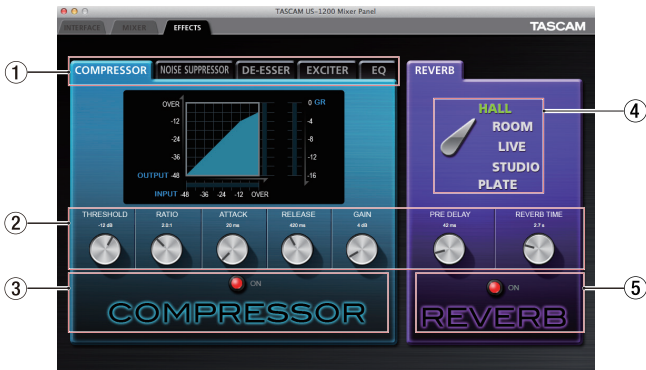 TASCAM US-1200 Mixer Panel
INTERFACE MIXER EFFECTS TASCAM
1 COMPRESSOR NOISE SUPPRESSOR DE-ESSER EXCITER EQ REVERB
OVER 0 GR
-12 -4
-24 -8
-36 -12
OUTPUT -48 -16
INPUT -48 -36 -24 -12 OVER
HALL 4
ROOM
LIVE
STUDIO
PLATE
2 THRESHOLD RATIO ATTACK RELEASE GAIN PRE DELAY REVERB TIME
-12 dB 2.0:1 20 ms 420 ms 4 dB 42 ms 2.7 s
3 ON ON 5
COMPRESSOR REVERB